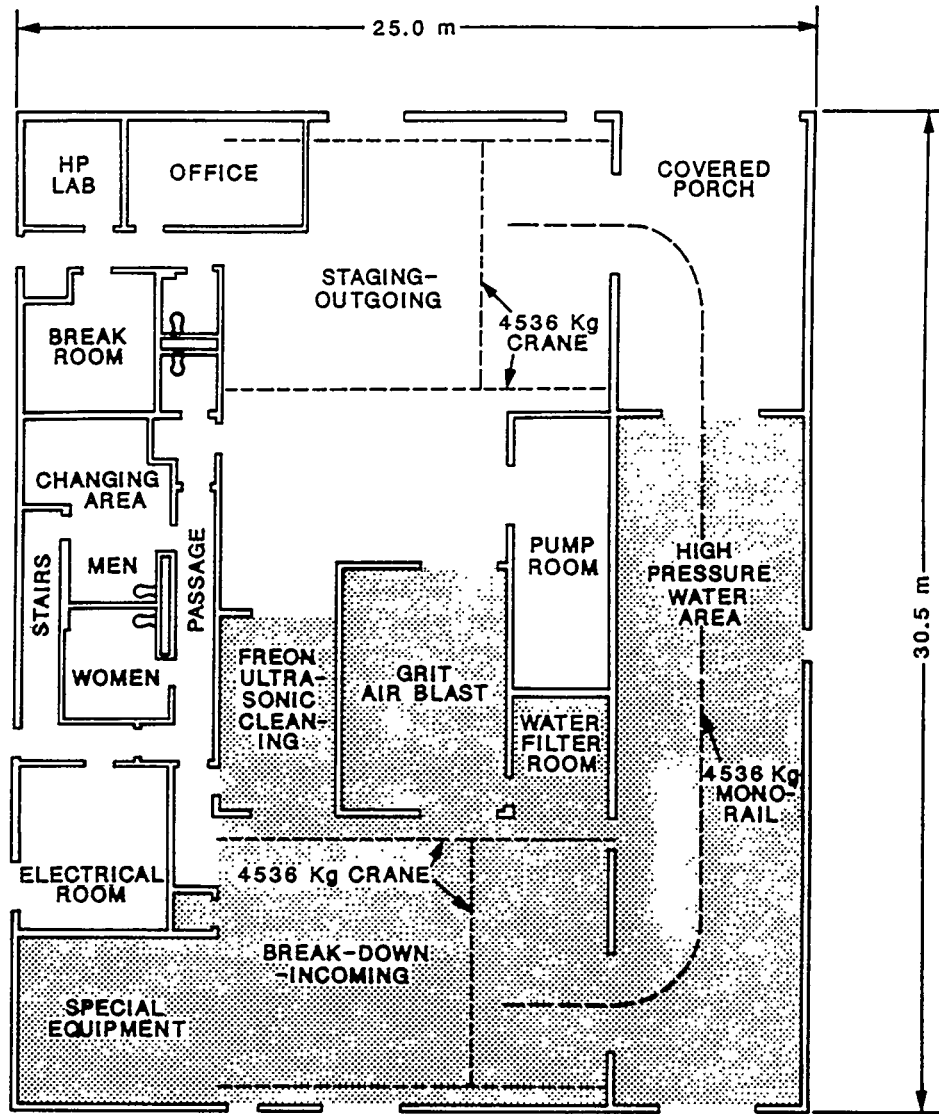 25.0 m
HP
LAB
OFFICE
COVERED
PORCH
STAGING-
OUTGOING
4536 Kg
CRANE
BREAK
ROOM
CHANGING
AREA
STAIRS
MEN
PASSAGE
PUMP
ROOM
HIGH
PRESSURE
WATER
AREA
30.5 m
WOMEN
FREON
ULTRA-
SONIC
CLEAN-
ING
GRIT
AIR BLAST
WATER
FILTER
ROOM
4536 Kg
MONO-
RAIL
ELECTRICAL
ROOM
4536 Kg CRANE
BREAK-DOWN
-INCOMING
SPECIAL
EQUIPMENT